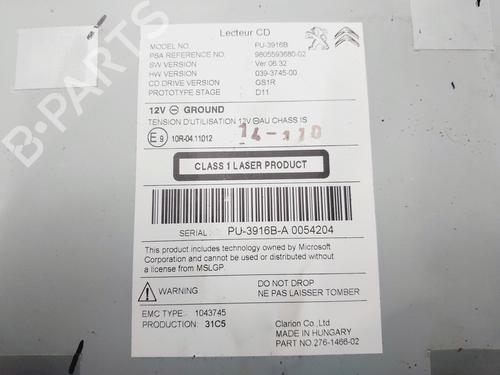 Lecteur CD
MODEL NO. PU-3916B
PSA REFERENCE NO. 9805593680-02
SW VERSION Ver 06.32
HW VERSION 039-3745-00
CD DRIVE VERSION GS1R
PROTOTYPE STAGE D11
12V ⊖ GROUND
TENSION D'UTILISATION 12V ⊖AU CHASS IS
E9 10R-04.11012
CLASS 1 LASER PRODUCT
SERIAL: PU-3916B-A 0054204
This product includes technology owned by Microsoft
Corporation and cannot be used or distributed without
a license from MSLGP.
WARNING
DO NOT DROP
NE PAS LAISSER TOMBER
EMC TYPE: 1043745
PRODUCTION: 31C5
Clarion Co.,Ltd
MADE IN HUNGARY
PART NO.276-1466-02
B-PARTS